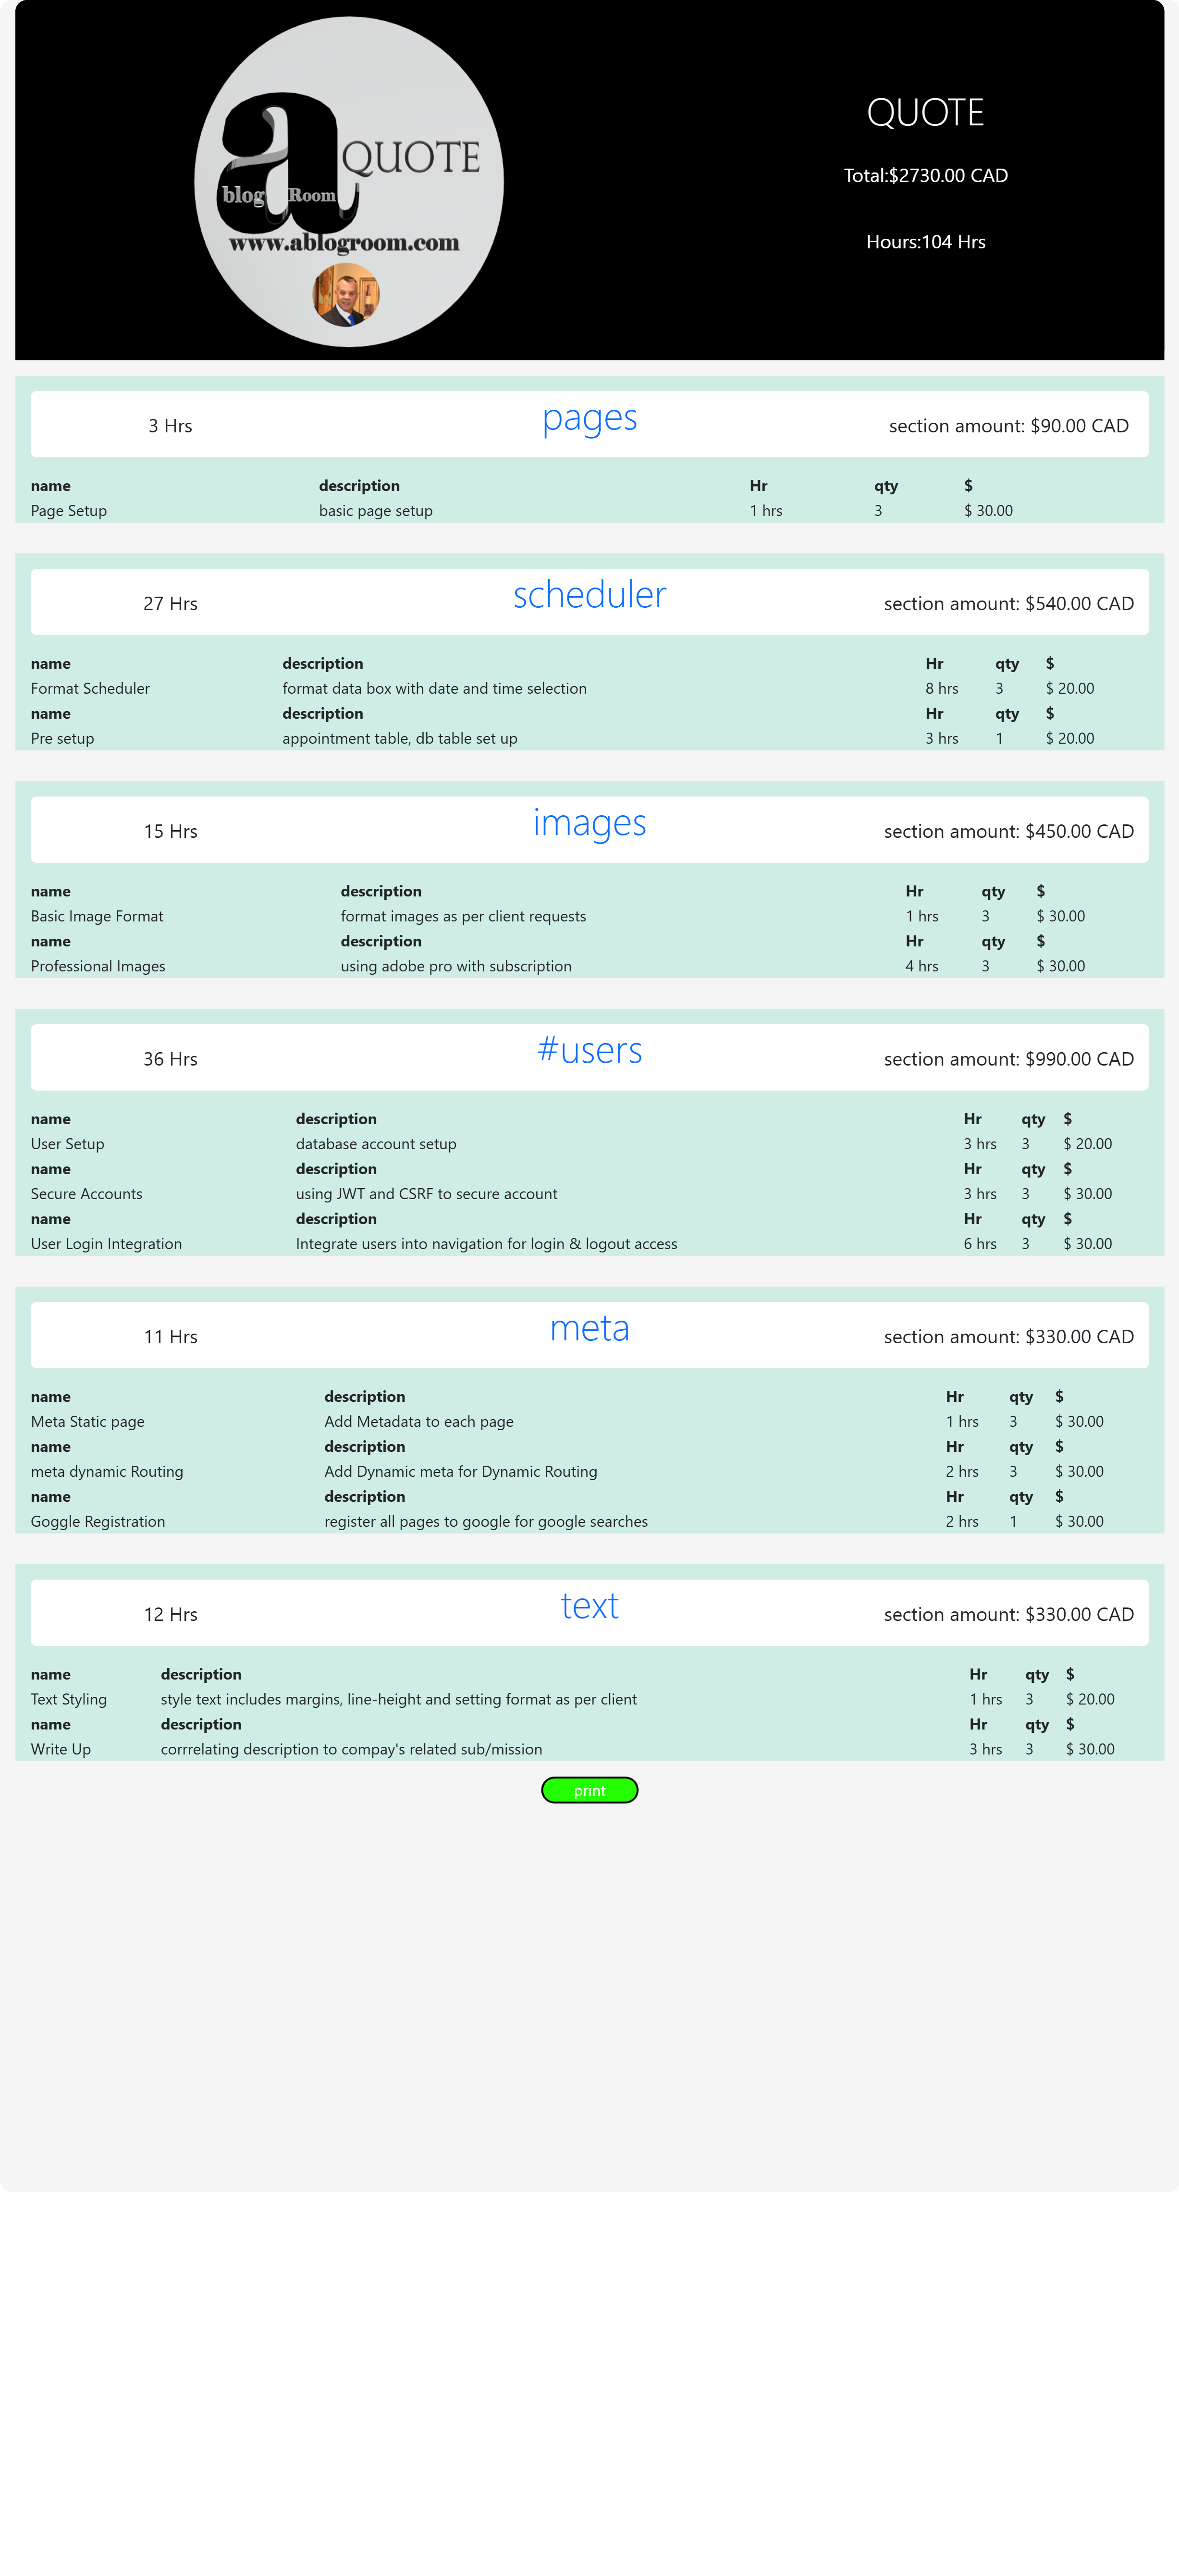 a QUOTE
blog Room
www.ablogroom.com
QUOTE
Total:$2730.00 CAD
Hours:104 Hrs
3 Hrs pages section amount: $90.00 CAD
name description Hr qty $
Page Setup basic page setup 1 hrs 3 $ 30.00
27 Hrs scheduler section amount: $540.00 CAD
name description Hr qty $
Format Scheduler format data box with date and time selection 8 hrs 3 $ 20.00
name description Hr qty $
Pre setup appointment table, db table set up 3 hrs 1 $ 20.00
15 Hrs images section amount: $450.00 CAD
name description Hr qty $
Basic Image Format format images as per client requests 1 hrs 3 $ 30.00
name description Hr qty $
Professional Images using adobe pro with subscription 4 hrs 3 $ 30.00
36 Hrs #users section amount: $990.00 CAD
name description Hr qty $
User Setup database account setup 3 hrs 3 $ 20.00
name description Hr qty $
Secure Accounts using JWT and CSRF to secure account 3 hrs 3 $ 30.00
name description Hr qty $
User Login Integration Integrate users into navigation for login & logout access 6 hrs 3 $ 30.00
11 Hrs meta section amount: $330.00 CAD
name description Hr qty $
Meta Static page Add Metadata to each page 1 hrs 3 $ 30.00
name description Hr qty $
meta dynamic Routing Add Dynamic meta for Dynamic Routing 2 hrs 3 $ 30.00
name description Hr qty $
Goggle Registration register all pages to google for google searches 2 hrs 1 $ 30.00
12 Hrs text section amount: $330.00 CAD
name description Hr qty $
Text Styling style text includes margins, line-height and setting format as per client 1 hrs 3 $ 20.00
name description Hr qty $
Write Up corrrelating description to compay's related sub/mission 3 hrs 3 $ 30.00
print